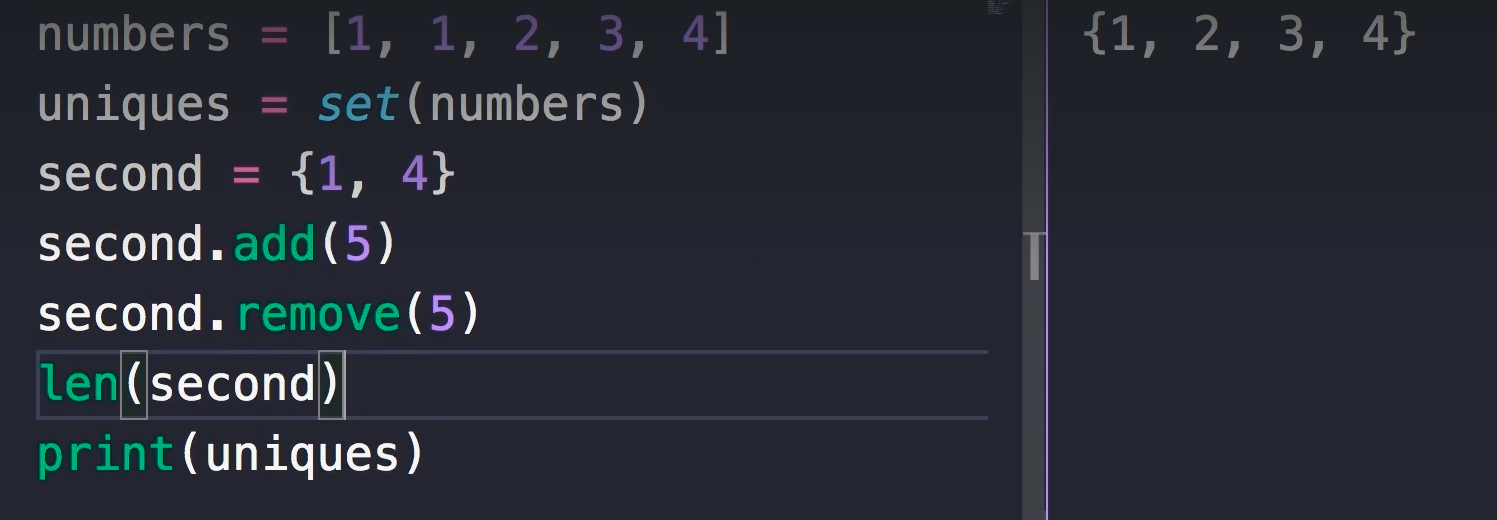 numbers = [1, 1, 2, 3, 4]
uniques = set(numbers)
second = {1, 4}
second.add(5)
second.remove(5)
len(second)
print(uniques)
{1, 2, 3, 4}